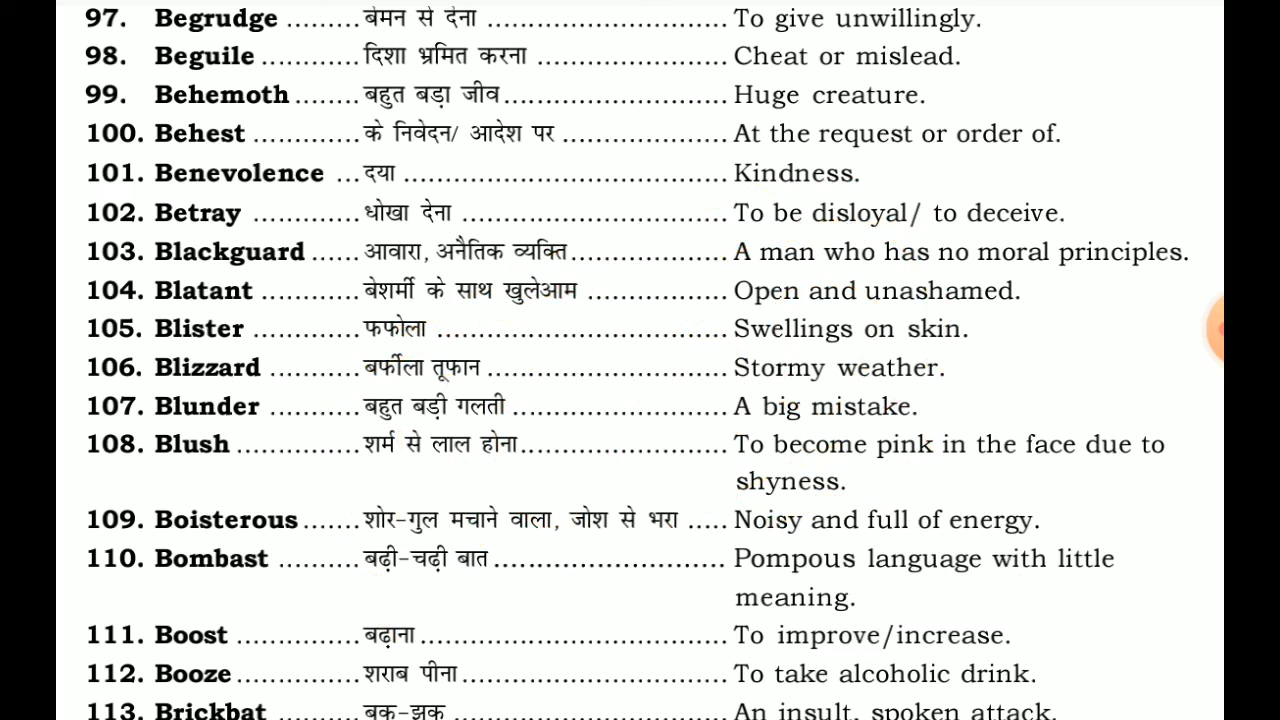 97. Begrudge ......... बेमन से देना ............................ To give unwillingly.
98. Beguile ............ दिशा भ्रमित करना ..................... Cheat or mislead.
99. Behemoth ........ बहुत बड़ा जीव ......................... Huge creature.
100. Behest ............ के निवेदन/ आदेश पर ................... At the request or order of.
101. Benevolence ... दया .................................... Kindness.
102. Betray ............ धोखा देना ............................. To be disloyal/ to deceive.
103. Blackguard ...... आवारा, अनैतिक व्यक्ति ................. A man who has no moral principles.
104. Blatant ........... बेशर्मी के साथ खुलेआम ................ Open and unashamed.
105. Blister ............ फफोला ................................ Swellings on skin.
106. Blizzard .......... बर्फीला तूफान ........................... Stormy weather.
107. Blunder .......... बहुत बड़ी गलती ........................ A big mistake.
108. Blush .............. शर्म से लाल होना ....................... To become pink in the face due to
shyness.
109. Boisterous ....... शोर-गुल मचाने वाला, जोश से भरा ..... Noisy and full of energy.
110. Bombast ......... बढ़ी-चढ़ी बात .......................... Pompous language with little
meaning.
111. Boost .............. बढ़ाना ................................... To improve/increase.
112. Booze .............. शराब पीना .............................. To take alcoholic drink.
113. Brickbat ......... बक-झक ............................... An insult, spoken attack.